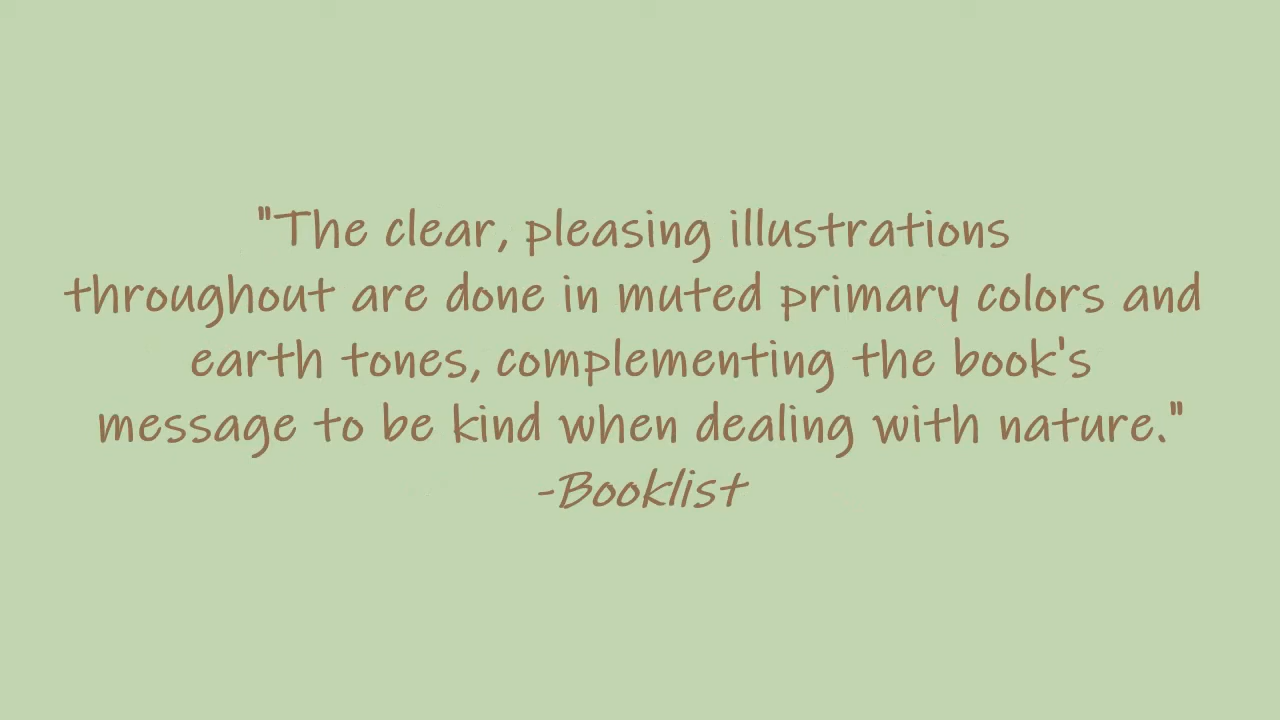 "The clear, pleasing illustrations
throughout are done in muted primary colors and
earth tones, complementing the book's
message to be kind when dealing with nature."
-Booklist